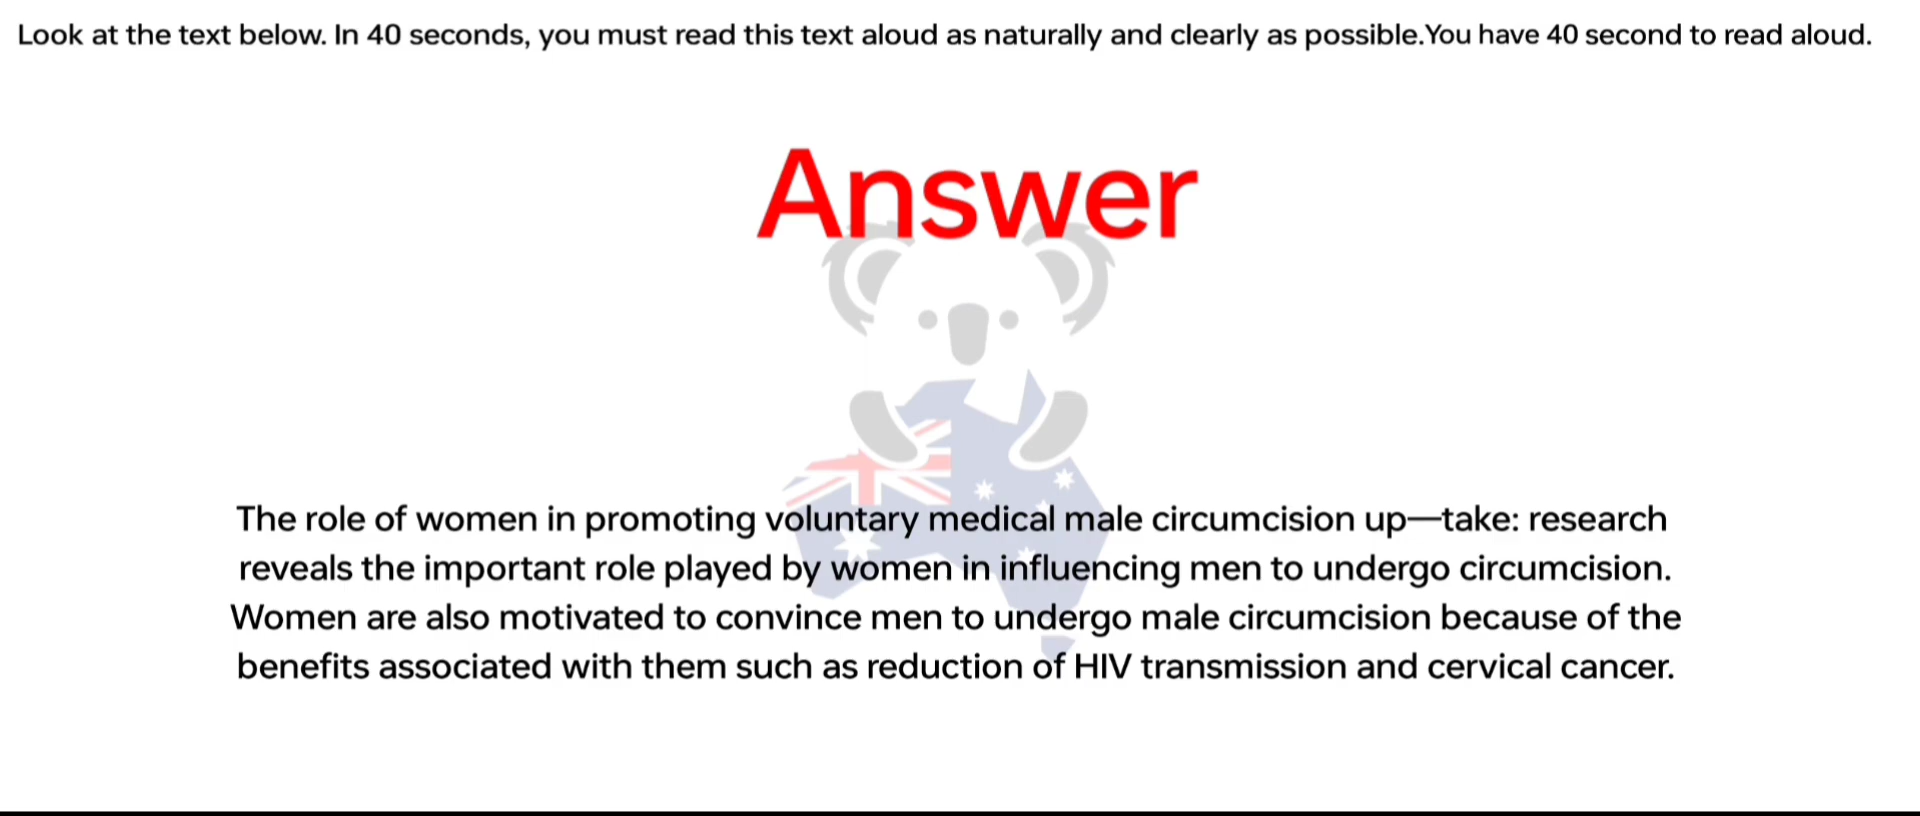 Look at the text below. In 40 seconds, you must read this text aloud as naturally and clearly as possible.You have 40 second to read aloud.
Answer
The role of women in promoting voluntary medical male circumcision up—take: research
reveals the important role played by women in influencing men to undergo circumcision.
Women are also motivated to convince men to undergo male circumcision because of the
benefits associated with them such as reduction of HIV transmission and cervical cancer.